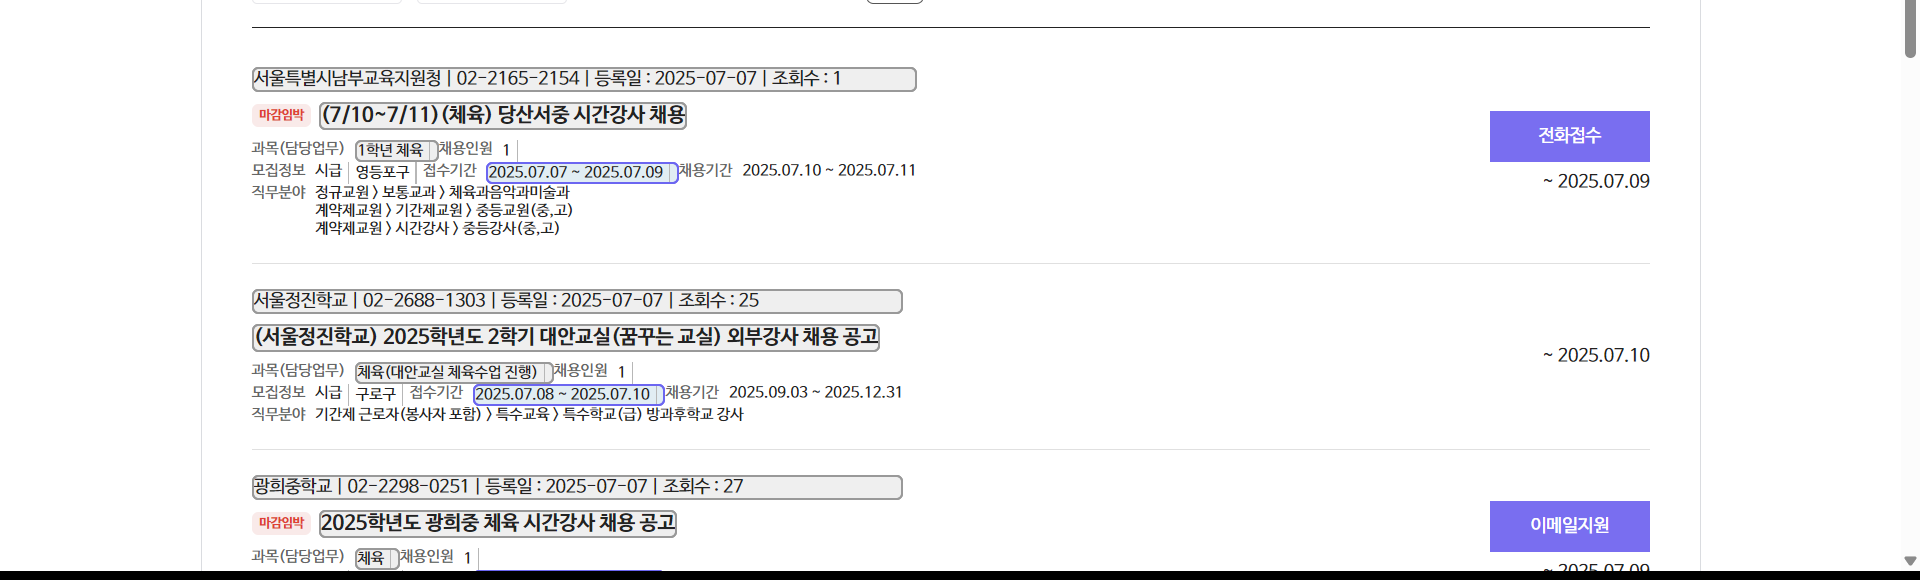 서울특별시남부교육지원청 | 02-2165-2154 | 등록일 : 2025-07-07 | 조회수 : 1
마감임박 (7/10~7/11) (체육) 당산서중 시간강사 채용
전화접수
과목(담당업무) 1학년 체육 채용인원 1
모집정보 시급 영등포구 접수기간 2025.07.07 ~ 2025.07.09 채용기간 2025.07.10 ~ 2025.07.11
~ 2025.07.09
직무분야 정규교원 > 보통교과 > 체육과음악과미술과
계약제교원 > 기간제교원 > 중등교원(중,고)
계약제교원 > 시간강사 > 중등강사(중,고)
서울정진학교 | 02-2688-1303 | 등록일 : 2025-07-07 | 조회수 : 25
(서울정진학교) 2025학년도 2학기 대안교실(꿈꾸는 교실) 외부강사 채용 공고
~ 2025.07.10
과목(담당업무) 체육(대안교실 체육수업 진행) 채용인원 1
모집정보 시급 구로구 접수기간 2025.07.08 ~ 2025.07.10 채용기간 2025.09.03 ~ 2025.12.31
직무분야 기간제 근로자(봉사자 포함) > 특수교육 > 특수학교(급) 방과후학교 강사
광희중학교 | 02-2298-0251 | 등록일 : 2025-07-07 | 조회수 : 27
마감임박 2025학년도 광희중 체육 시간강사 채용 공고
이메일지원
과목(담당업무) 체육 채용인원 1
~ 2025.07.09